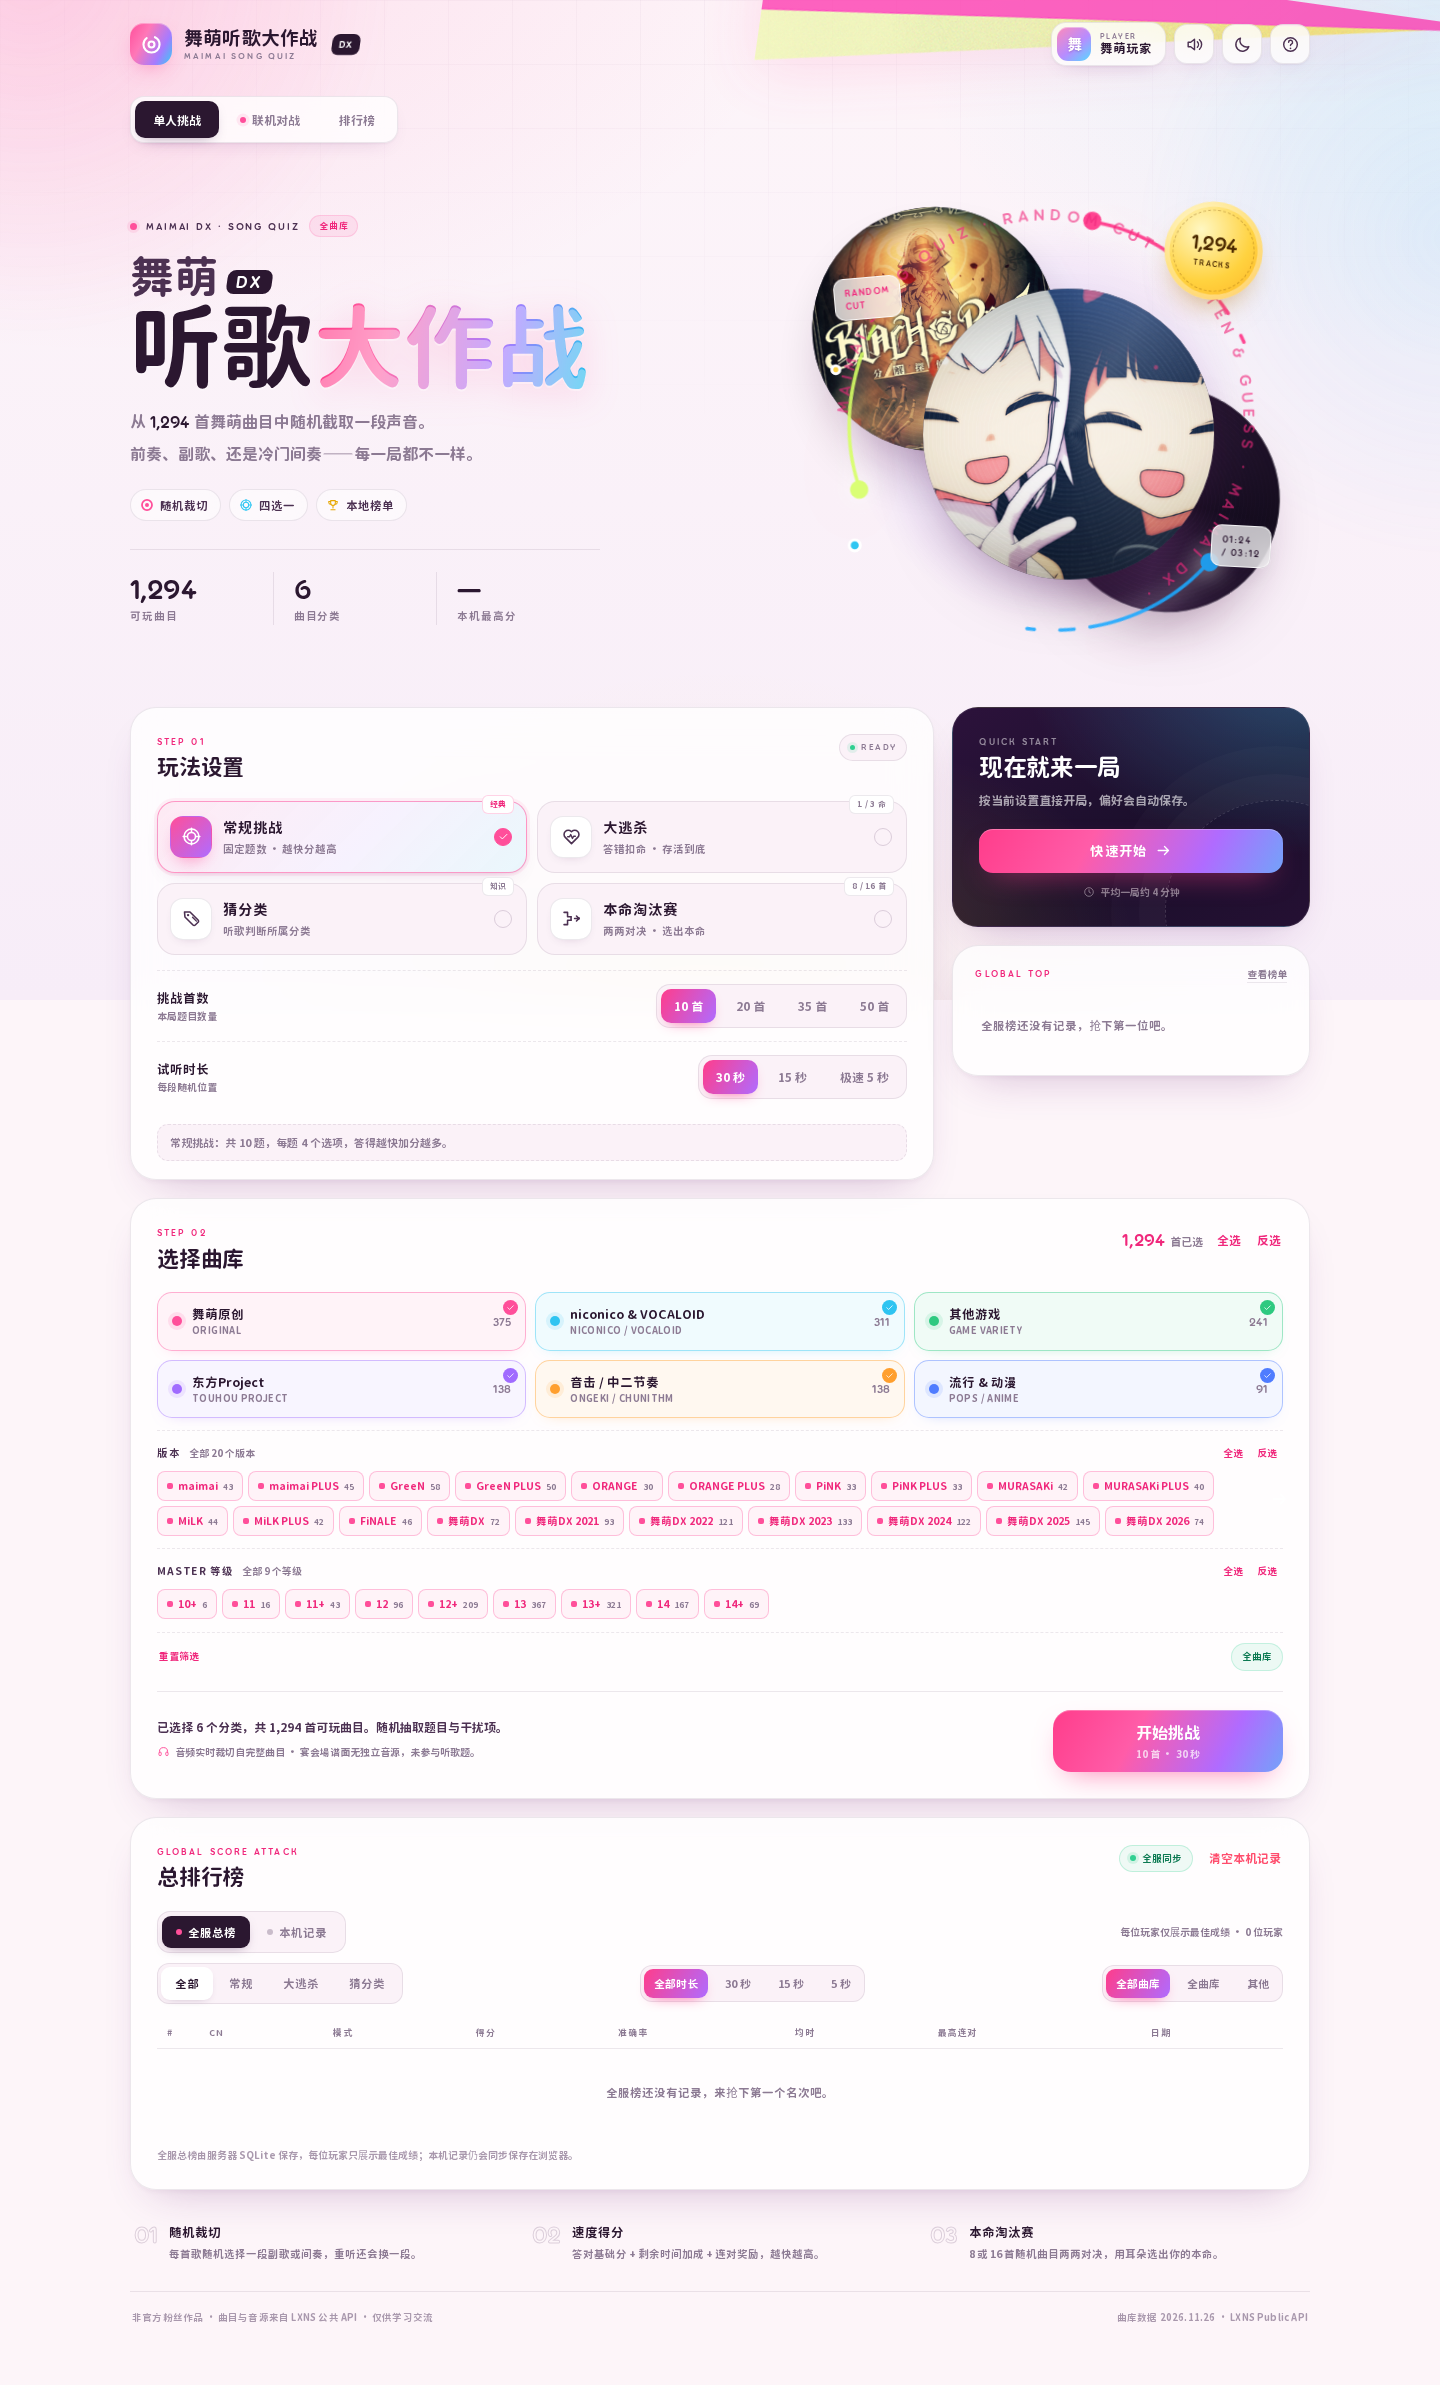 舞萌听歌大作战 DX
MAIMAI SONG QUIZ
PLAYER
舞 舞萌玩家
单人挑战 联机对战 排行榜
MAIMAI DX · SONG QUIZ 全曲库
舞萌 DX
听歌大作战
从 1,294 首舞萌曲目中随机截取一段声音。
前奏、副歌、还是冷门间奏——每一局都不一样。
随机裁切 四选一 本地榜单
1,294 6 —
可玩曲目 曲目分类 本机最高分
1,294
TRACKS
RANDOM
CUT
01:24
/ 03:12
STEP 01
玩法设置
READY
常规挑战
固定题数 • 越快分越高
经典
大逃杀
答错扣命 • 存活到底
1 / 3 命
猜分类
听歌判断所属分类
知识
本命淘汰赛
两两对决 • 选出本命
8 / 16 首
挑战首数
本局题目数量
10 首 20 首 35 首 50 首
试听时长
每段随机位置
30 秒 15 秒 极速 5 秒
常规挑战：共 10 题，每题 4 个选项，答得越快加分越多。
QUICK START
现在就来一局
按当前设置直接开局，偏好会自动保存。
快速开始 →
平均一局约 4 分钟
GLOBAL TOP 查看榜单
全服榜还没有记录，抢下第一位吧。
STEP 02
选择曲库
1,294 首已选 全选 反选
舞萌原创
ORIGINAL
375
niconico & VOCALOID
NICONICO / VOCALOID
311
其他游戏
GAME VARIETY
241
东方Project
TOUHOU PROJECT
138
音击 / 中二节奏
ONGEKI / CHUNITHM
138
流行 & 动漫
POPS / ANIME
91
版本 全部 20 个版本 全选 反选
maimai 43 maimai PLUS 45 GreeN 58 GreeN PLUS 50 ORANGE 30 ORANGE PLUS 28 PiNK 33 PiNK PLUS 33 MURASAKi 42 MURASAKi PLUS 40
MiLK 44 MiLK PLUS 42 FiNALE 46 舞萌DX 72 舞萌DX 2021 93 舞萌DX 2022 121 舞萌DX 2023 133 舞萌DX 2024 122 舞萌DX 2025 145 舞萌DX 2026 74
MASTER 等级 全部 9 个等级 全选 反选
10+ 6 11 16 11+ 43 12 96 12+ 209 13 367 13+ 321 14 167 14+ 69
重置筛选 全曲库
已选择 6 个分类，共 1,294 首可玩曲目。随机抽取题目与干扰项。
音频实时裁切自完整曲目 • 宴会場谱面无独立音源，未参与听歌题。
开始挑战
10 首 • 30 秒
GLOBAL SCORE ATTACK
总排行榜
全服同步 清空本机记录
全服总榜 本机记录
每位玩家仅展示最佳成绩 • 0 位玩家
全部 常规 大逃杀 猜分类
全部时长 30 秒 15 秒 5 秒
全部曲库 全曲库 其他
# CN 模式 得分 准确率 均时 最高连对 日期
全服榜还没有记录，来抢下第一个名次吧。
全服总榜由服务器 SQLite 保存，每位玩家只展示最佳成绩；本机记录仍会同步保存在浏览器。
01 随机裁切
每首歌随机选择一段副歌或间奏，重听还会换一段。
02 速度得分
答对基础分 + 剩余时间加成 + 连对奖励，越快越高。
03 本命淘汰赛
8 或 16 首随机曲目两两对决，用耳朵选出你的本命。
非官方粉丝作品 • 曲目与音源来自 LXNS 公共 API • 仅供学习交流
曲库数据 2026.11.26 • LXNS Public API